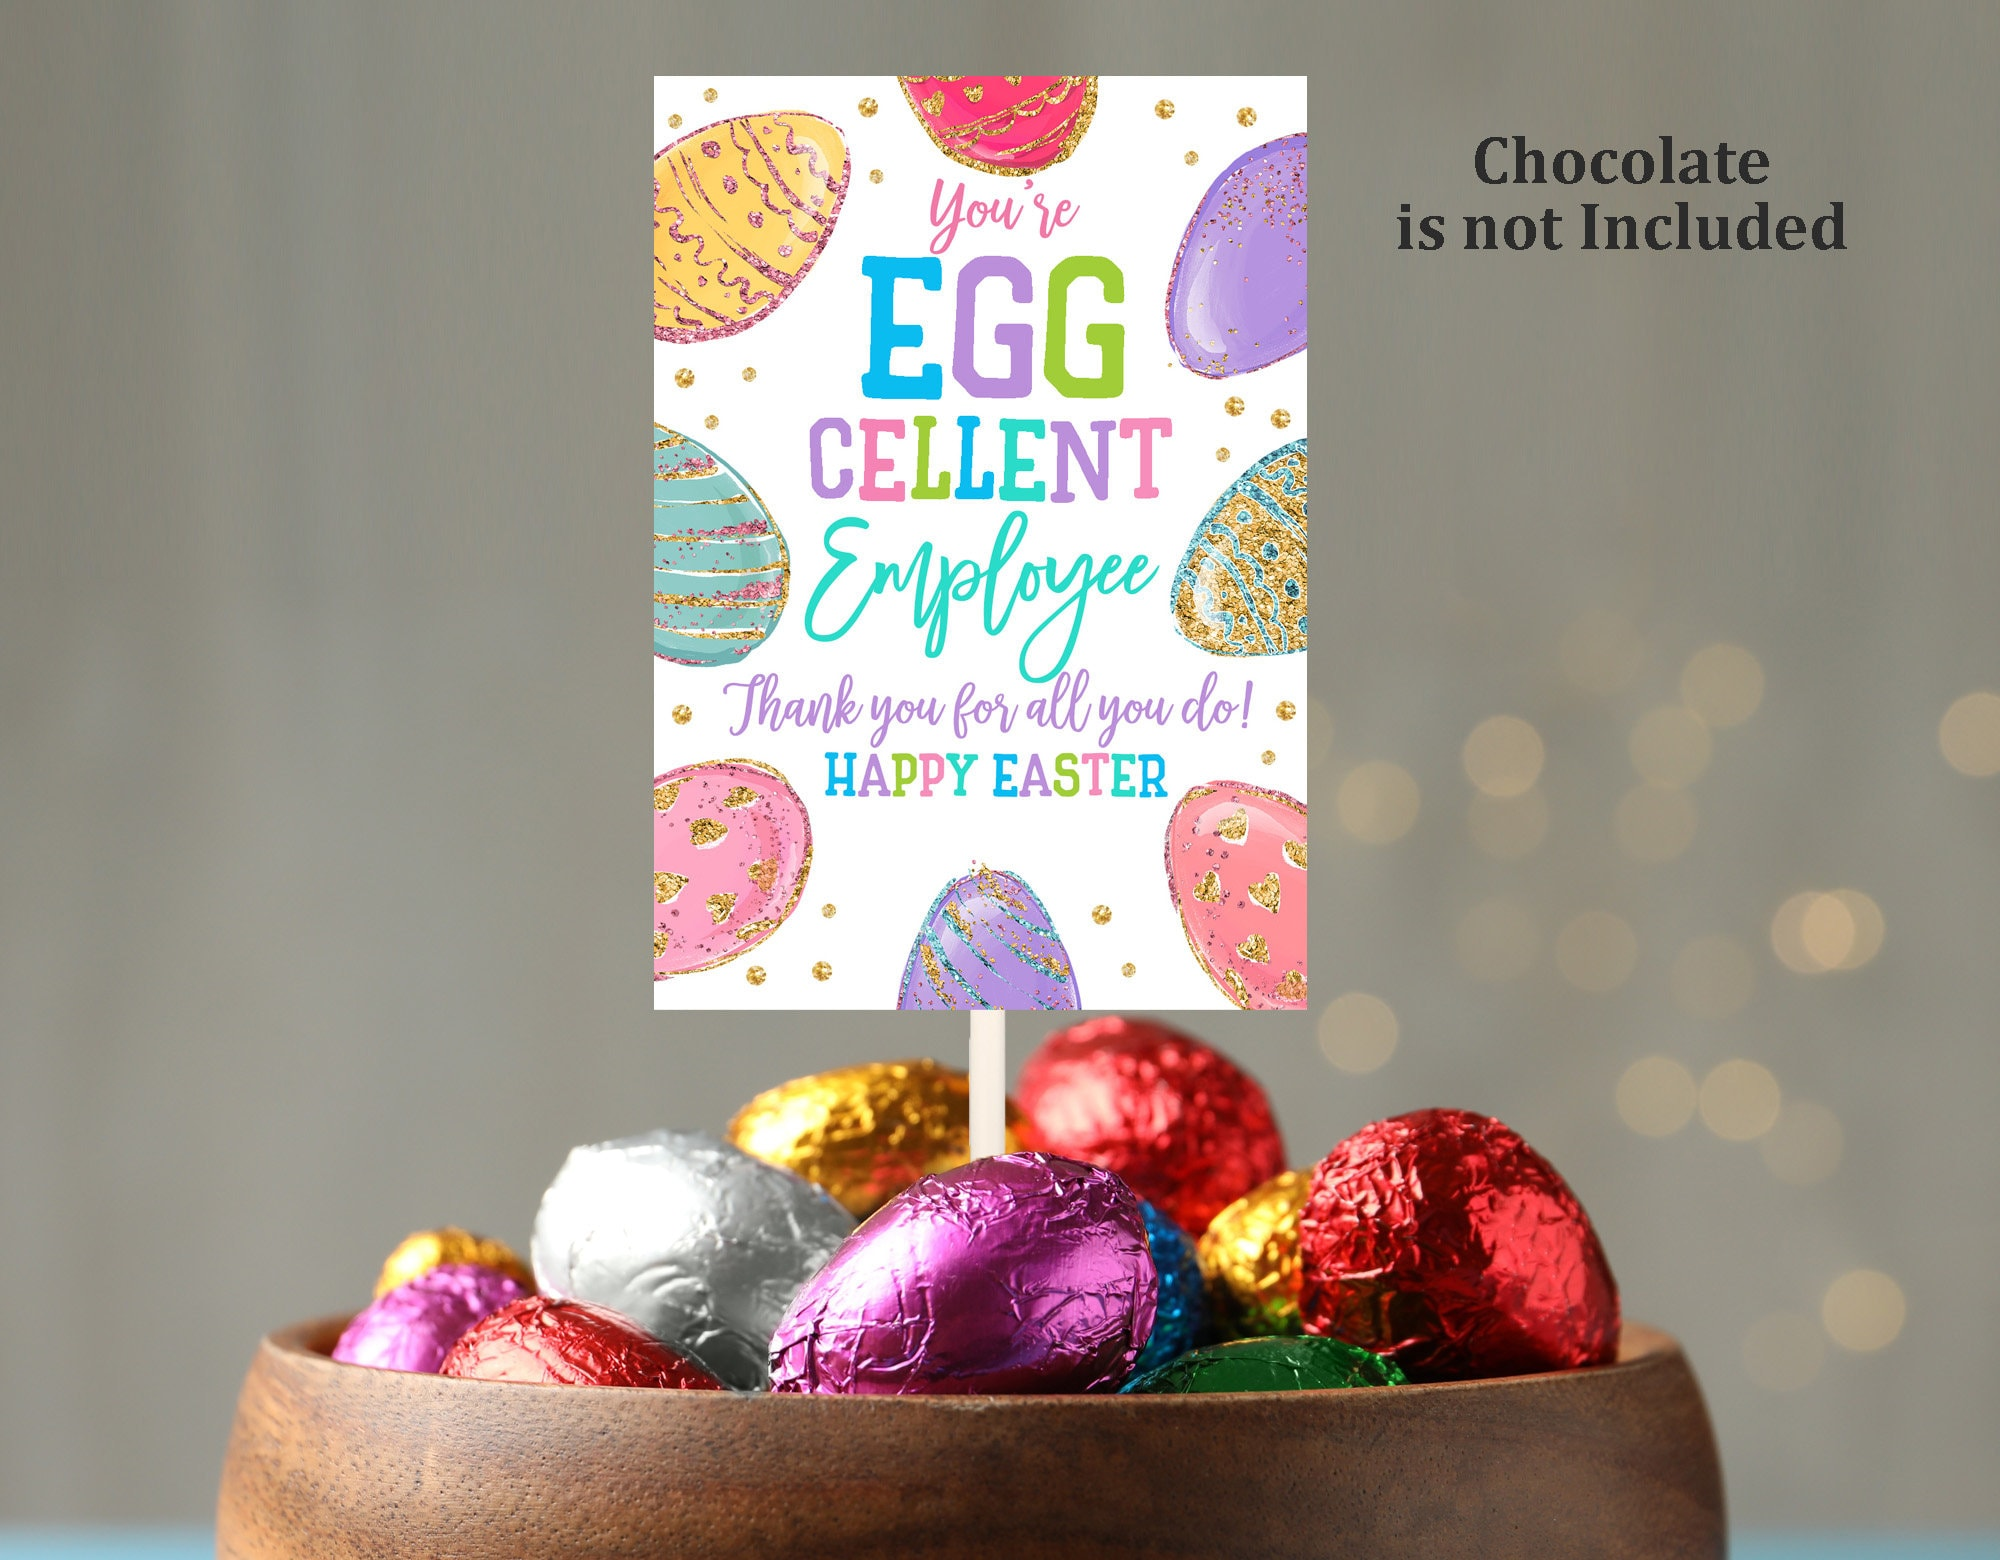 You're
EGG
CELLENT
Employee
Thank you for all you do!
HAPPY EASTER
Chocolate
is not Included